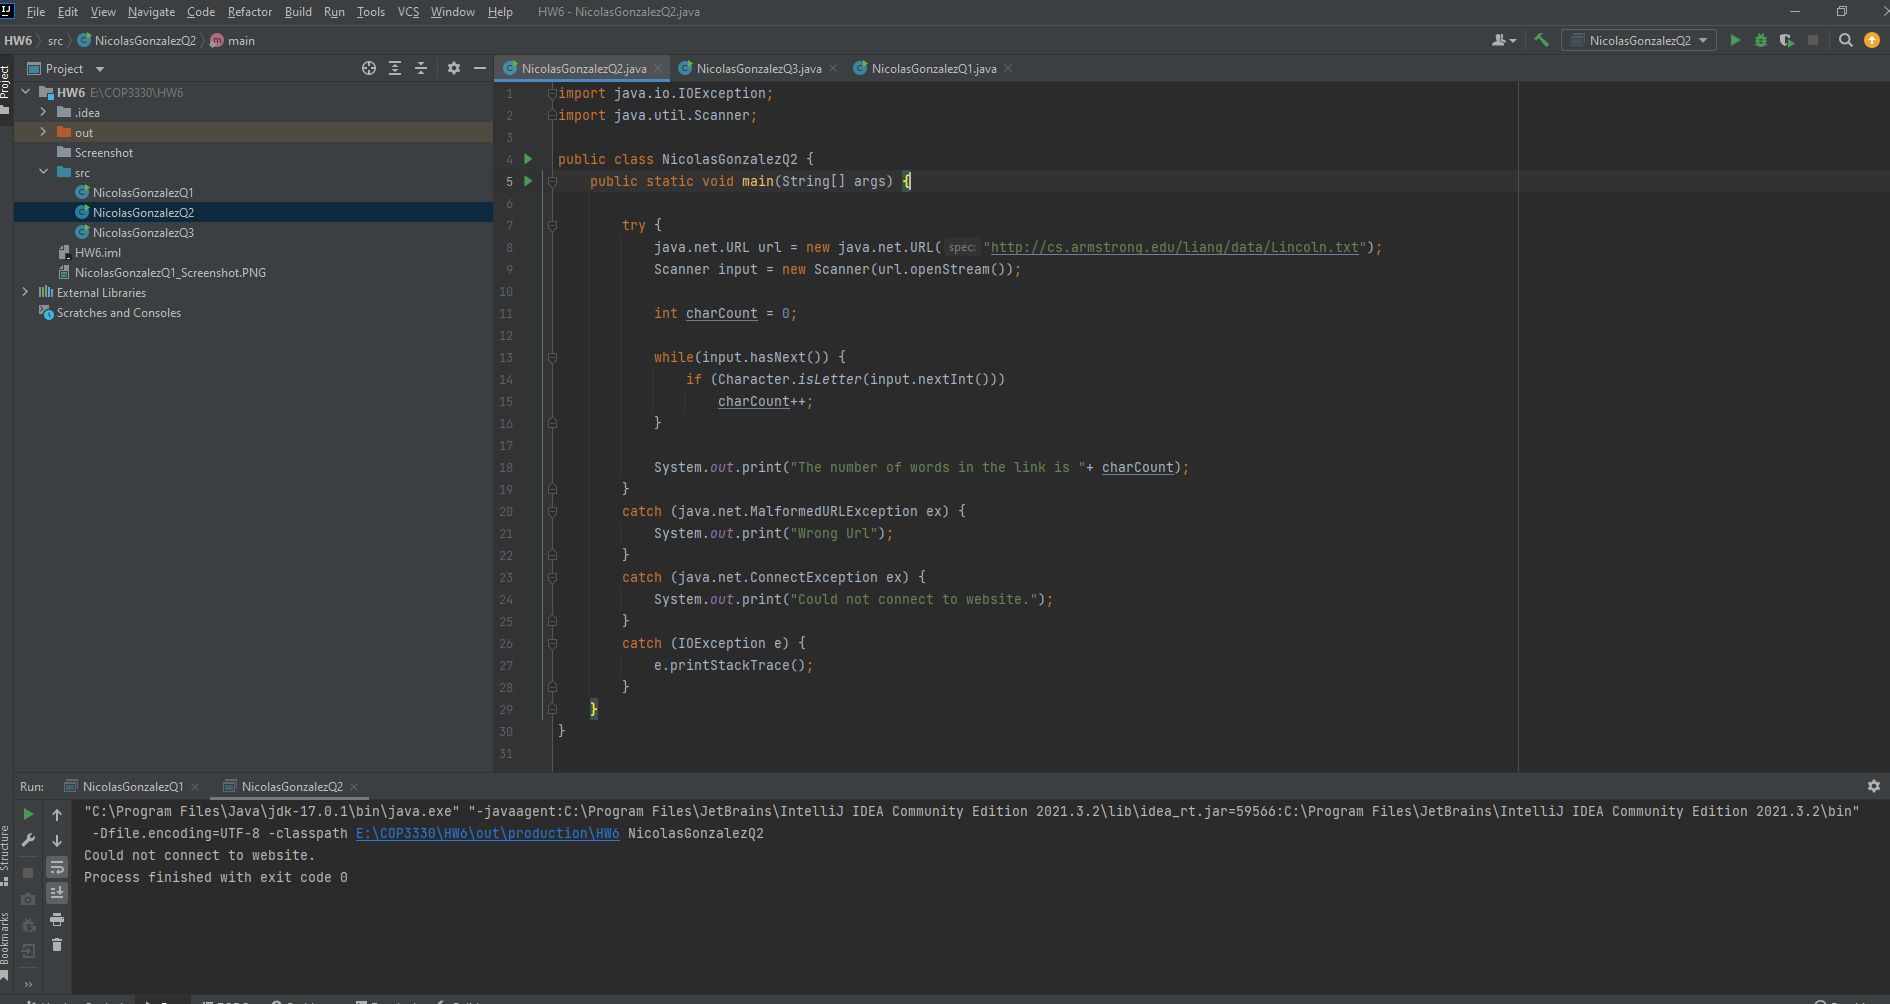 File Edit View Navigate Code Refactor Build Run Tools VCS Window Help HW6 - NicolasGonzalezQ2.java
HW6 src NicolasGonzalezQ2 main NicolasGonzalezQ2
Project
Project
NicolasGonzalezQ2.java NicolasGonzalezQ3.java NicolasGonzalezQ1.java
HW6 E:\COP3330\HW6
.idea
out
Screenshot
src
NicolasGonzalezQ1
NicolasGonzalezQ2
NicolasGonzalezQ3
HW6.iml
NicolasGonzalezQ1_Screenshot.PNG
External Libraries
Scratches and Consoles
1 import java.io.IOException;
2 import java.util.Scanner;
3
4 public class NicolasGonzalezQ2 {
5 public static void main(String[] args) {
6
7 try {
8 java.net.URL url = new java.net.URL( spec: "http://cs.armstrong.edu/liang/data/Lincoln.txt");
9 Scanner input = new Scanner(url.openStream());
10
11 int charCount = 0;
12
13 while(input.hasNext()) {
14 if (Character.isLetter(input.nextInt()))
15 charCount++;
16 }
17
18 System.out.print("The number of words in the link is "+ charCount);
19 }
20 catch (java.net.MalformedURLException ex) {
21 System.out.print("Wrong Url");
22 }
23 catch (java.net.ConnectException ex) {
24 System.out.print("Could not connect to website.");
25 }
26 catch (IOException e) {
27 e.printStackTrace();
28 }
29 }
30 }
31
Run: NicolasGonzalezQ1 NicolasGonzalezQ2
"C:\Program Files\Java\jdk-17.0.1\bin\java.exe" "-javaagent:C:\Program Files\JetBrains\IntelliJ IDEA Community Edition 2021.3.2\lib\idea_rt.jar=59566:C:\Program Files\JetBrains\IntelliJ IDEA Community Edition 2021.3.2\bin"
-Dfile.encoding=UTF-8 -classpath E:\COP3330\HW6\out\production\HW6 NicolasGonzalezQ2
Could not connect to website.
Process finished with exit code 0
Structure
Bookmarks